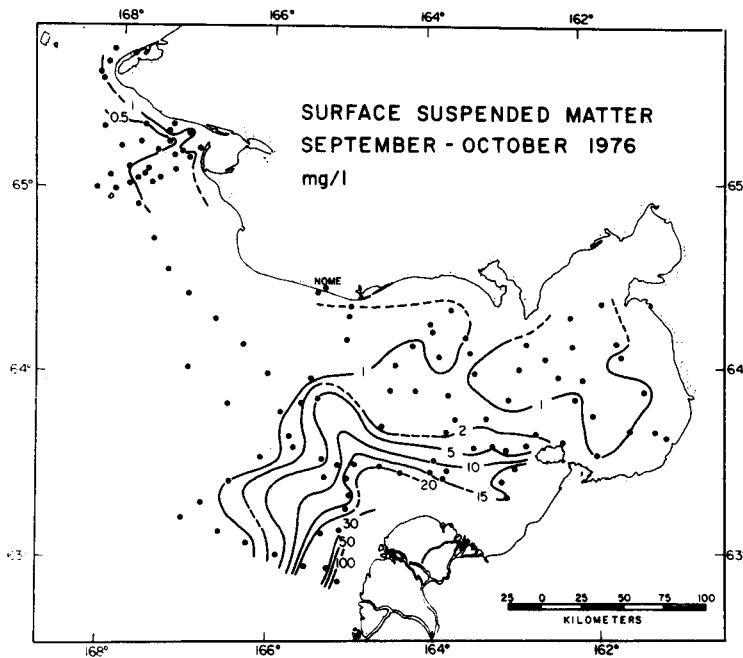 168° 166° 164° 162°
SURFACE SUSPENDED MATTER
SEPTEMBER - OCTOBER 1976
mg/l
1
0.5
65° 65
NOME
64° 64
1
1
2
5
10
20
15
30
50
100
63° 63
25 0 25 50 75 100
KILOMETERS
168° 166° 164° 162°